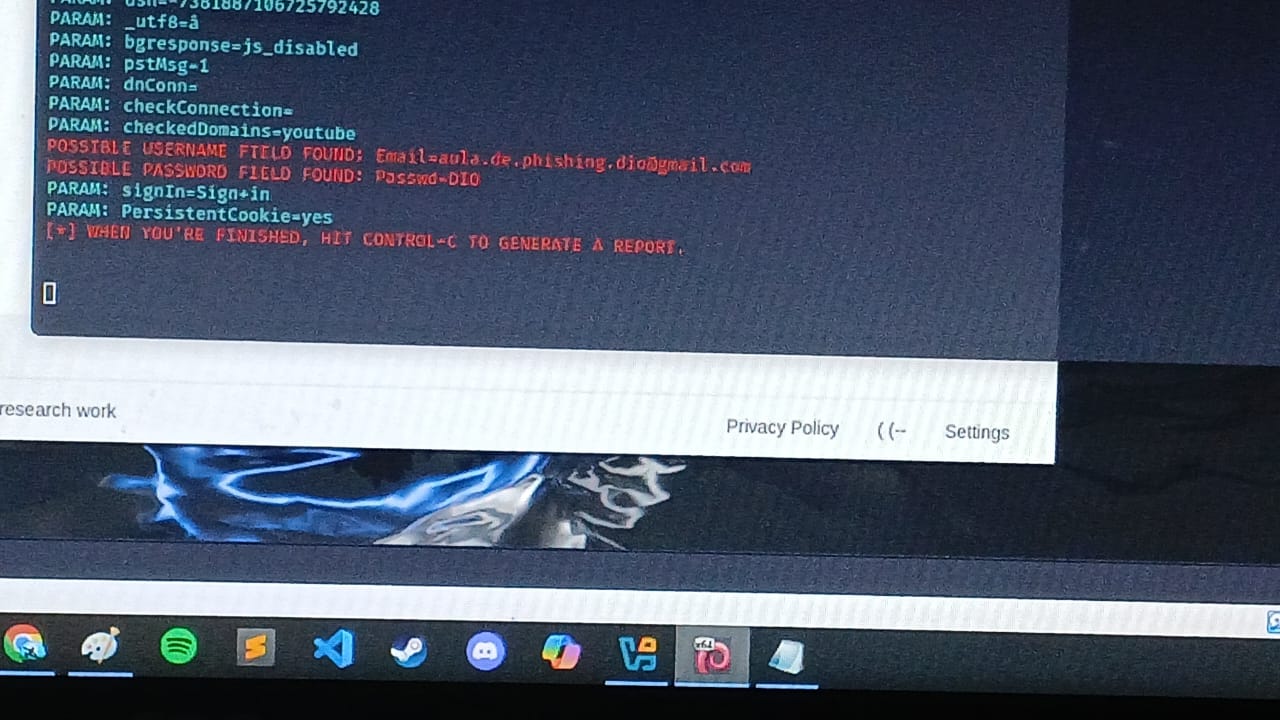 PARAM: dsh=-7381887106725792428
PARAM: _utf8=â
PARAM: bgresponse=js_disabled
PARAM: pstMsg=1
PARAM: dnConn=
PARAM: checkConnection=
PARAM: checkedDomains=youtube
POSSIBLE USERNAME FIELD FOUND: Email=aula.de.phishing.dio@gmail.com
POSSIBLE PASSWORD FIELD FOUND: Passwd=DIO
PARAM: signIn=Sign+in
PARAM: PersistentCookie=yes
[*] WHEN YOU'RE FINISHED, HIT CONTROL-C TO GENERATE A REPORT.
research work
Privacy Policy ((-- Settings